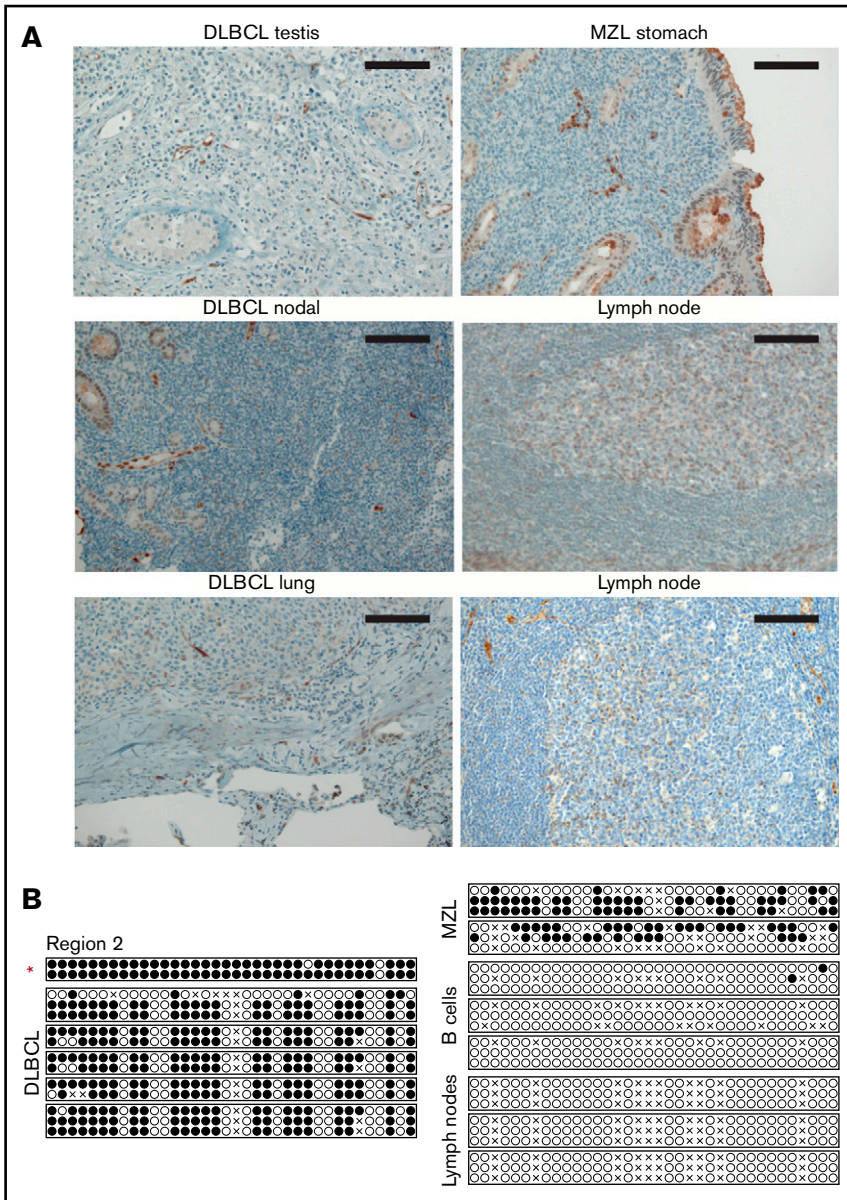 A
DLBCL testis
MZL stomach
DLBCL nodal
Lymph node
DLBCL lung
Lymph node
B
Region 2
*
DLBCL
MZL
B cells
Lymph nodes